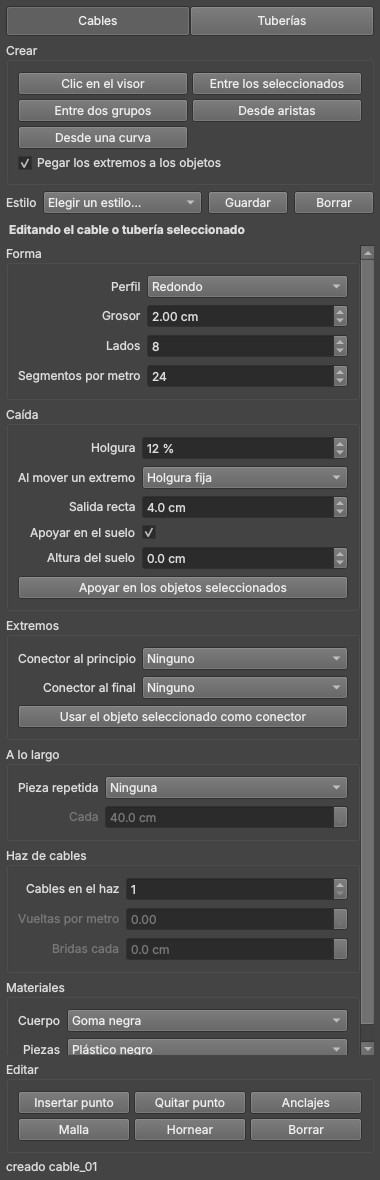 Cables Tuberías
Crear
Clic en el visor Entre los seleccionados
Entre dos grupos Desde aristas
Desde una curva
Pegar los extremos a los objetos
Estilo Elegir un estilo... Guardar Borrar
Editando el cable o tubería seleccionado
Forma
Perfil Redondo
Grosor 2.00 cm
Lados 8
Segmentos por metro 24
Caída
Holgura 12 %
Al mover un extremo Holgura fija
Salida recta 4.0 cm
Apoyar en el suelo
Altura del suelo 0.0 cm
Apoyar en los objetos seleccionados
Extremos
Conector al principio Ninguno
Conector al final Ninguno
Usar el objeto seleccionado como conector
A lo largo
Pieza repetida Ninguna
Cada 40.0 cm
Haz de cables
Cables en el haz 1
Vueltas por metro 0.00
Bridas cada 0.0 cm
Materiales
Cuerpo Goma negra
Piezas Plástico negro
Editar
Insertar punto Quitar punto Anclajes
Malla Hornear Borrar
creado cable_01